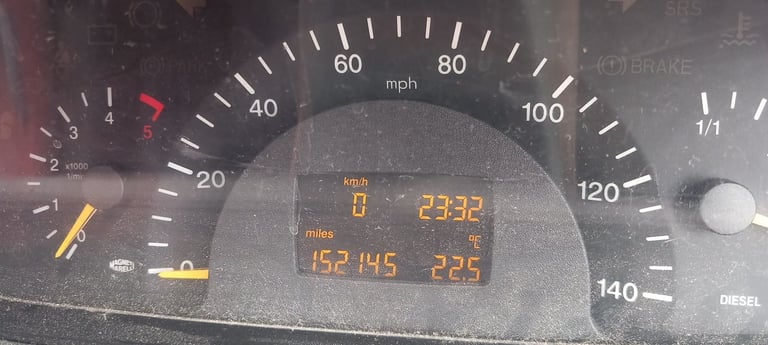 SRS
PARK
BRAKE
60
80
mph
40
100
4
3
5
2
x1000
1/min
1
0
20
120
1/1
km/h
0
23:32
miles
°C
152145
22.5
MAGNETI
MARELLI
0
140
DIESEL